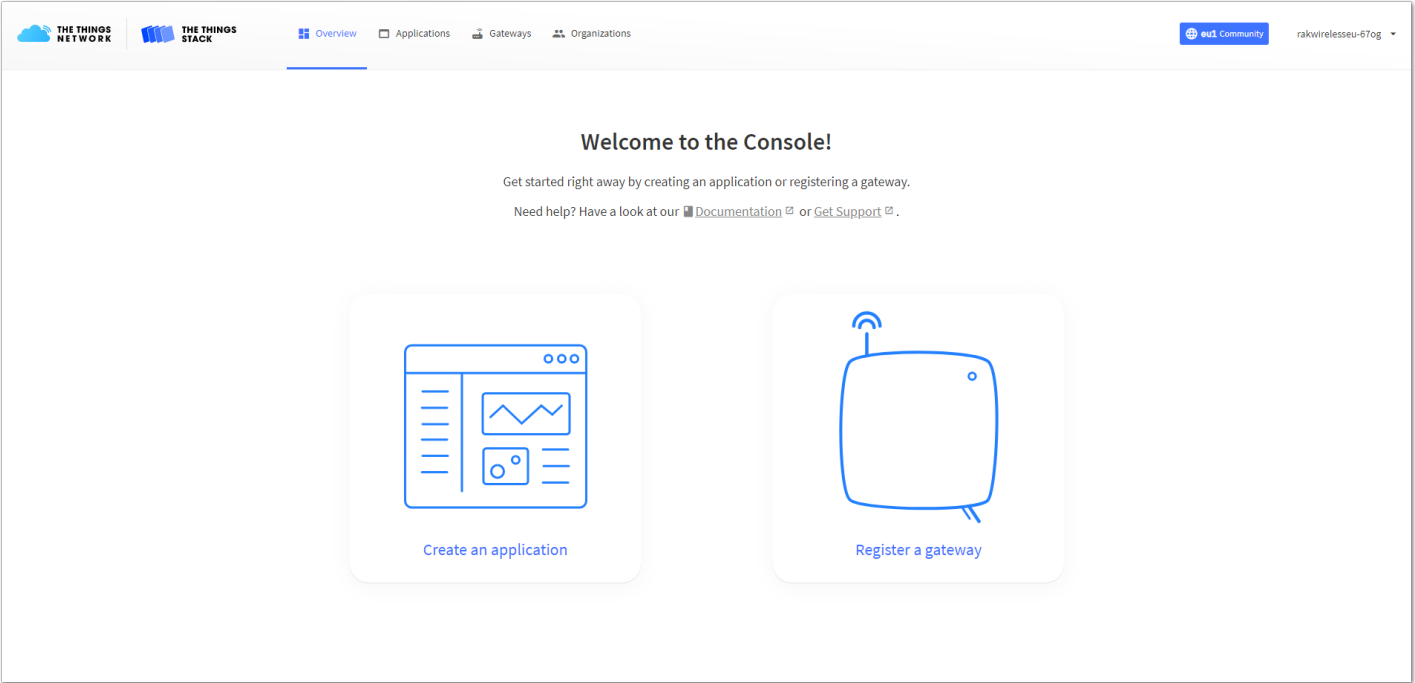 THE THINGS
NETWORK
THE THINGS
STACK
Overview
Applications
Gateways
Organizations
eu1 Community
rakwirelesseu-67og
Welcome to the Console!
Get started right away by creating an application or registering a gateway.
Need help? Have a look at our Documentation or Get Support .
Create an application
Register a gateway